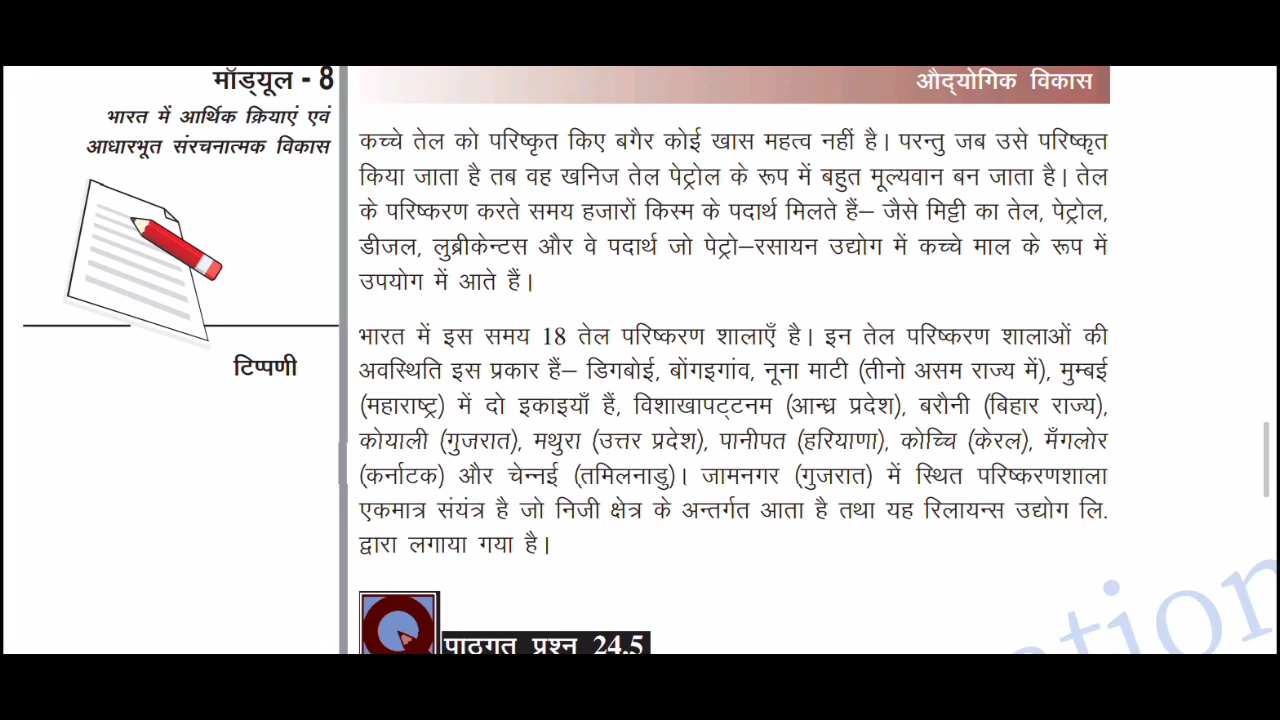 मॉड्यूल - 8
भारत में आर्थिक क्रियाएं एवं
आधारभूत संरचनात्मक विकास
टिप्पणी
औद्योगिक विकास
कच्चे तेल को परिष्कृत किए बगैर कोई खास महत्व नहीं है। परन्तु जब उसे परिष्कृत
किया जाता है तब वह खनिज तेल पेट्रोल के रूप में बहुत मूल्यवान बन जाता है। तेल
के परिष्करण करते समय हजारों किस्म के पदार्थ मिलते हैं– जैसे मिट्टी का तेल, पेट्रोल,
डीजल, लुब्रीकेन्टस और वे पदार्थ जो पेट्रो–रसायन उद्योग में कच्चे माल के रूप में
उपयोग में आते हैं।
भारत में इस समय 18 तेल परिष्करण शालाएँ है। इन तेल परिष्करण शालाओं की
अवस्थिति इस प्रकार हैं– डिगबोई, बोंगइगांव, नूना माटी (तीनो असम राज्य में), मुम्बई
(महाराष्ट्र) में दो इकाइयाँ हैं, विशाखापट्टनम (आन्ध्र प्रदेश), बरौनी (बिहार राज्य),
कोयाली (गुजरात), मथुरा (उत्तर प्रदेश), पानीपत (हरियाणा), कोच्चि (केरल), मँगलोर
(कर्नाटक) और चेन्नई (तमिलनाडु)। जामनगर (गुजरात) में स्थित परिष्करणशाला
एकमात्र संयंत्र है जो निजी क्षेत्र के अन्तर्गत आता है तथा यह रिलायन्स उद्योग लि.
द्वारा लगाया गया है।
पाठगत प्रश्न 24.5